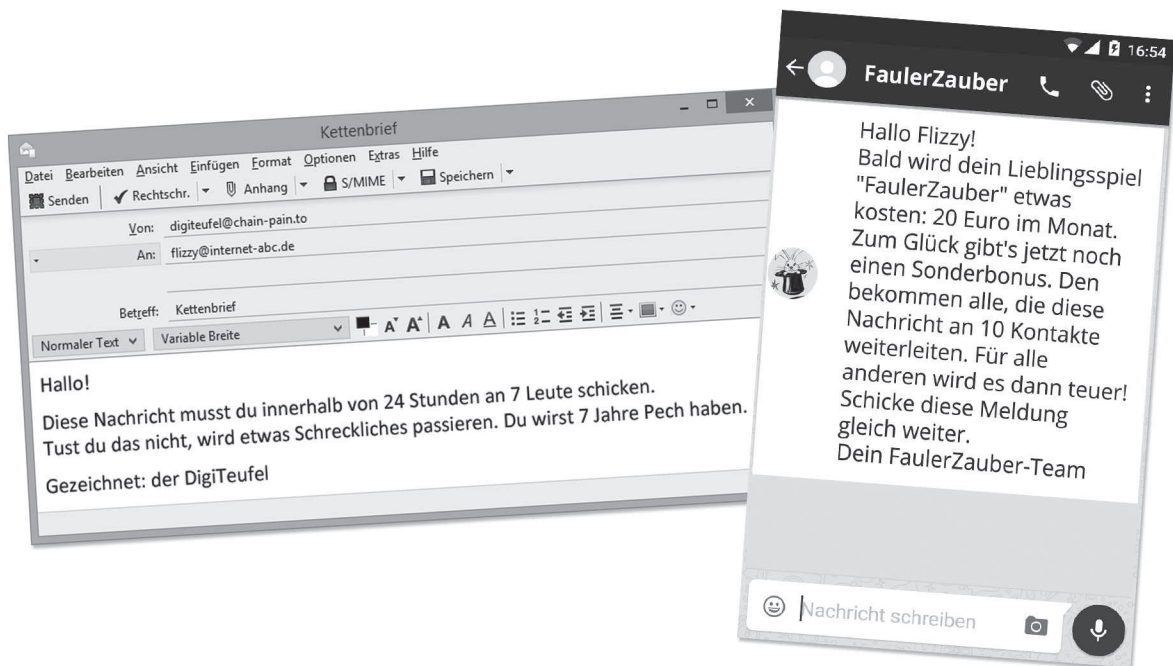 Kettenbrief
Datei Bearbeiten Ansicht Einfügen Format Optionen Extras Hilfe
Senden Rechtschr. Anhang S/MIME Speichern
Von: digiteufel@chain-pain.to
An: flizzy@internet-abc.de
Betreff: Kettenbrief
Normaler Text Variable Breite
Hallo!
Diese Nachricht musst du innerhalb von 24 Stunden an 7 Leute schicken.
Tust du das nicht, wird etwas Schreckliches passieren. Du wirst 7 Jahre Pech haben.
Gezeichnet: der DigiTeufel
16:54
FaulerZauber
Hallo Flizzy!
Bald wird dein Lieblingsspiel
"FaulerZauber" etwas
kosten: 20 Euro im Monat.
Zum Glück gibt's jetzt noch
einen Sonderbonus. Den
bekommen alle, die diese
Nachricht an 10 Kontakte
weiterleiten. Für alle
anderen wird es dann teuer!
Schicke diese Meldung
gleich weiter.
Dein FaulerZauber-Team
Nachricht schreiben